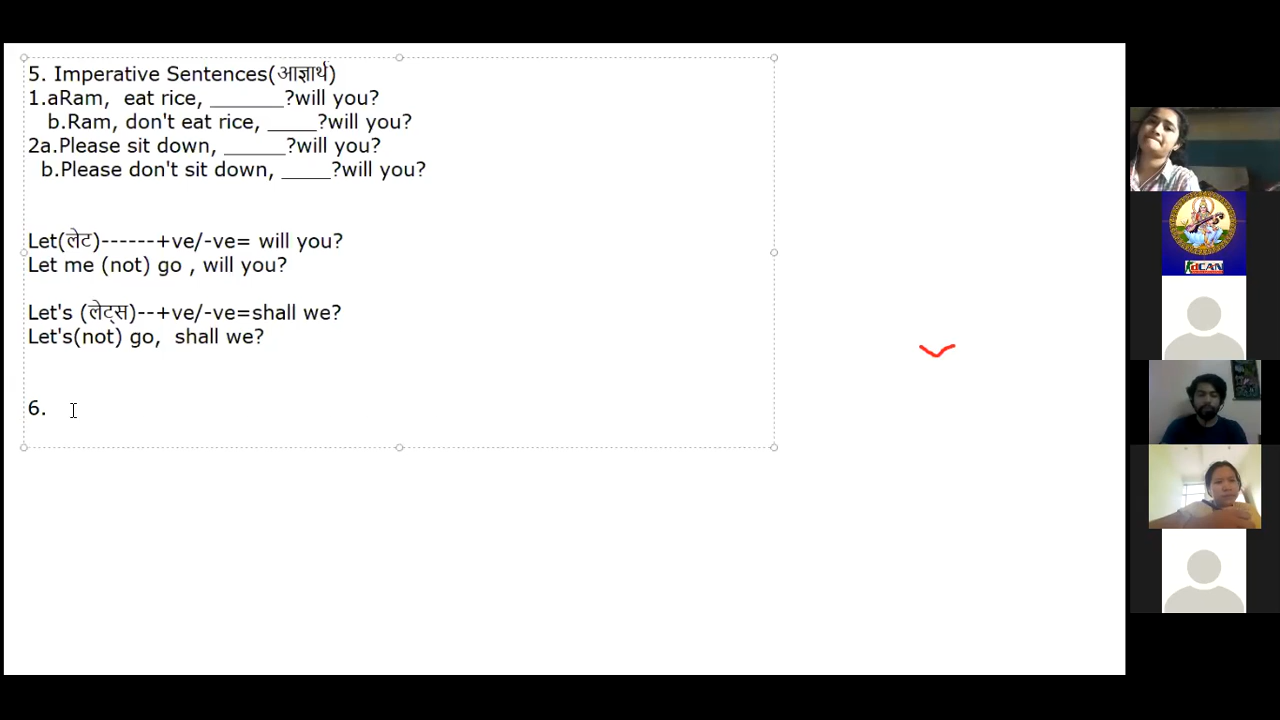 5. Imperative Sentences(आज्ञार्थ)
1.aRam,  eat rice, _______?will you?
b.Ram, don't eat rice, _____?will you?
2a.Please sit down, ______?will you?
b.Please don't sit down, _____?will you?
Let(लेट)------+ve/-ve= will you?
Let me (not) go , will you?
Let's (लेट्स)--+ve/-ve=shall we?
Let's(not) go,  shall we?
6.